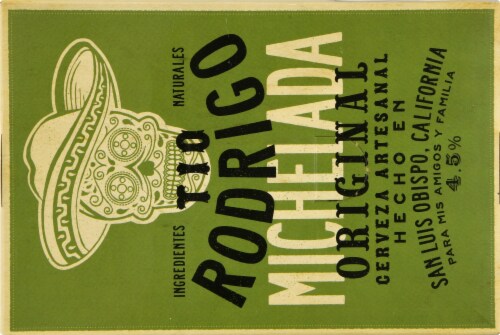 INGREDIENTES NATURALES
TIO
RODRIGO
MICHELADA
ORIGINAL
CERVEZA ARTESANAL
HECHO EN
SAN LUIS OBISPO, CALIFORNIA
PARA MIS AMIGOS Y FAMILIA
4.5%